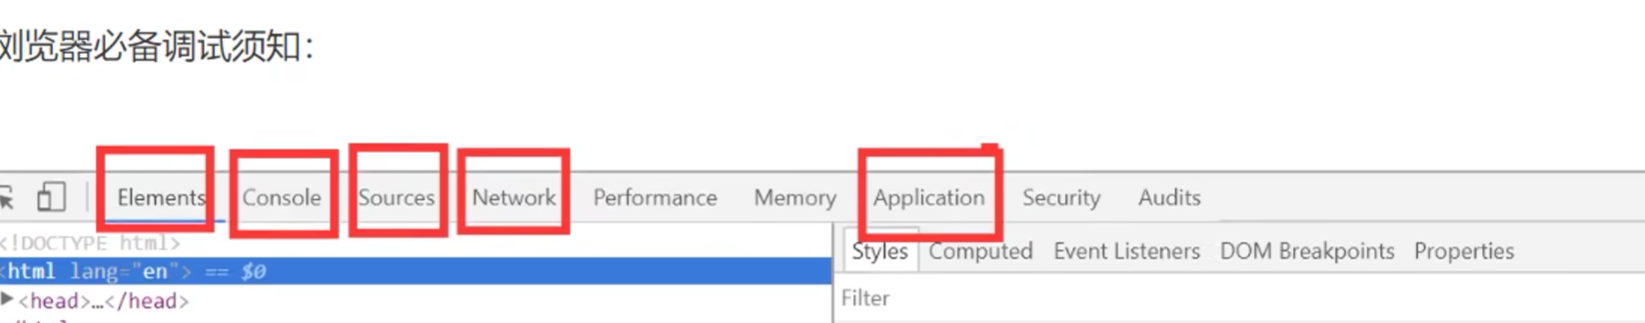 浏览器必备调试须知：
Elements Console Sources Network Performance Memory Application Security Audits
<!DOCTYPE html>
<html lang="en"> == $0
<head>…</head>
Styles Computed Event Listeners DOM Breakpoints Properties
Filter